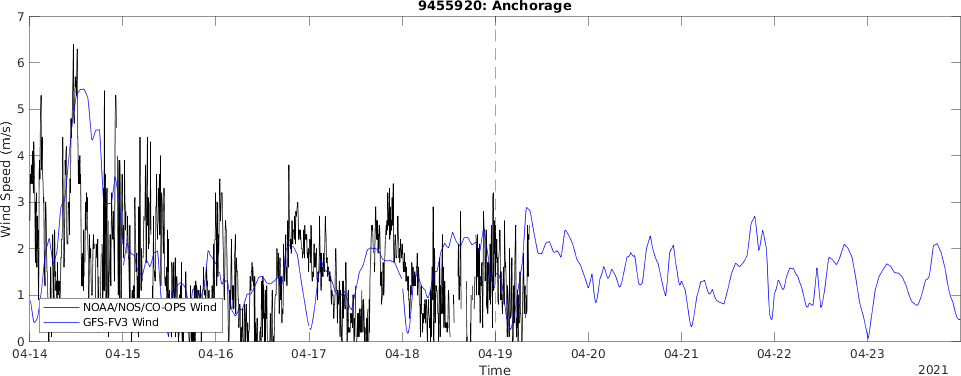 9455920: Anchorage
7
6
5
4
3
2
1
0
Wind Speed (m/s)
NOAA/NOS/CO-OPS Wind
GFS-FV3 Wind
04-14 04-15 04-16 04-17 04-18 04-19 04-20 04-21 04-22 04-23
Time
2021